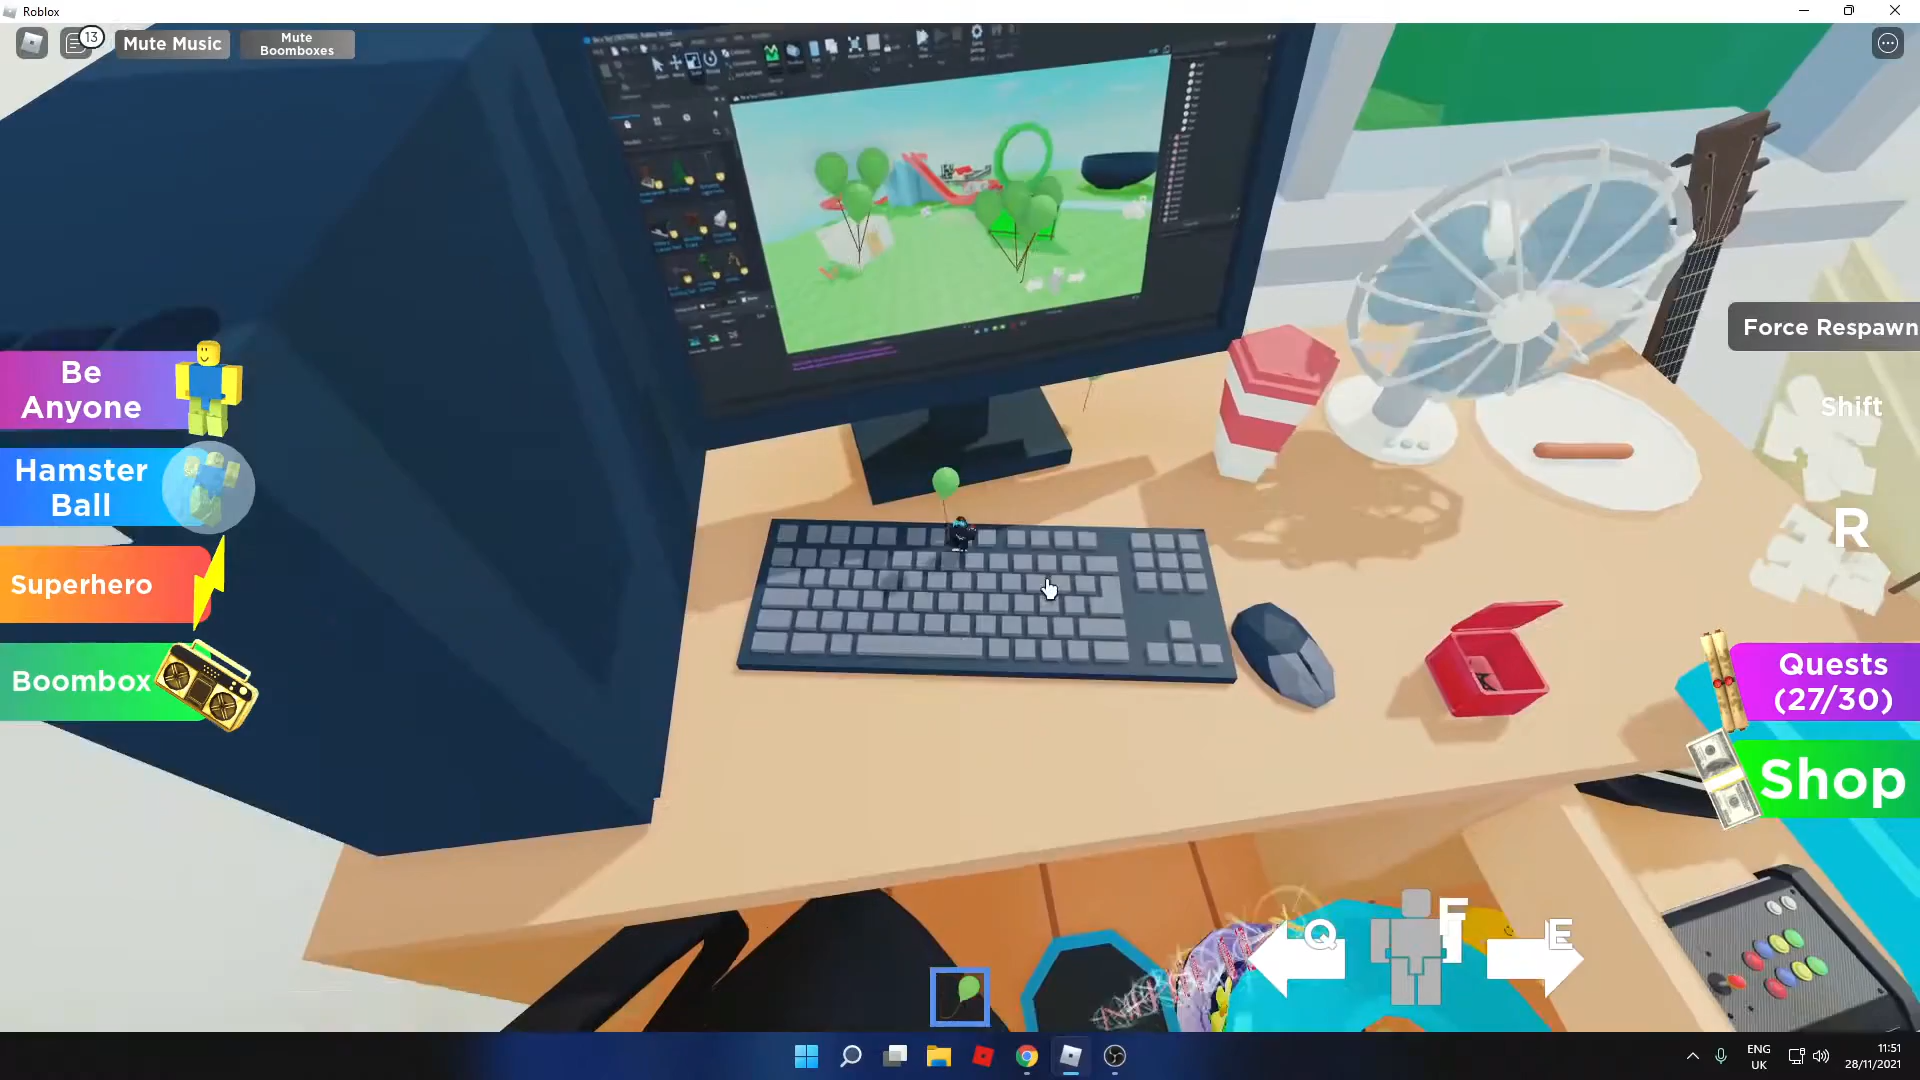 Roblox
13
Mute Music
Mute
Boomboxes
Be
Anyone
Hamster
Ball
Superhero
Boombox
Force Respawn
Shift
R
Quests
(27/30)
Shop
Q
F
E
ENG
UK
11:51
28/11/2021